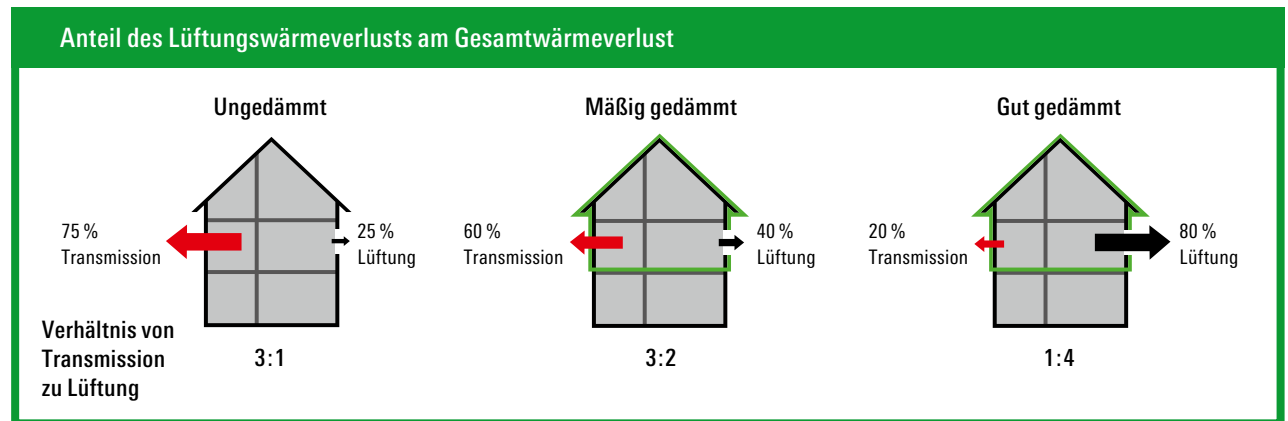 Anteil des Lüftungswärmeverlusts am Gesamtwärmeverlust
Ungedämmt
75 %
Transmission
25 %
Lüftung
Mäßig gedämmt
60 %
Transmission
40 %
Lüftung
Gut gedämmt
20 %
Transmission
80 %
Lüftung
Verhältnis von
Transmission
zu Lüftung
3:1
3:2
1:4